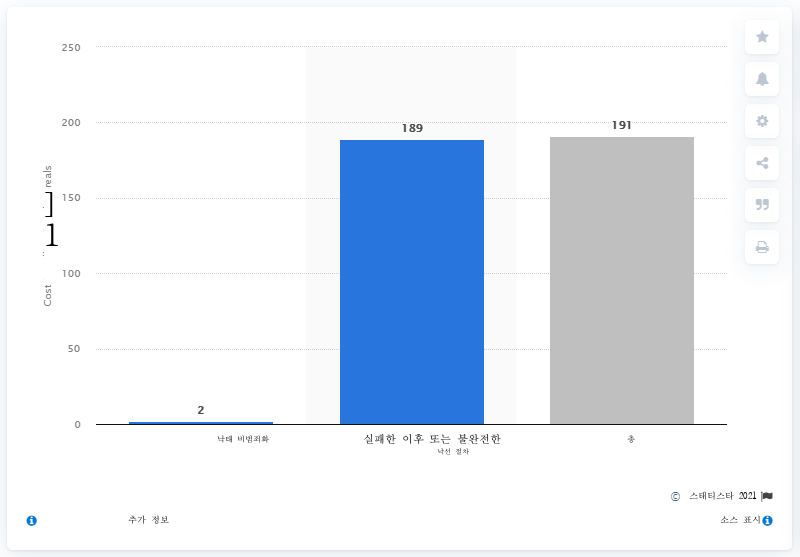 250
200
150
100
50
0
Cost
reals
2
189
191
낙태 비범죄화
실패한 이후 또는 불완전한
낙선 절차
총
© 스태티스타 2021
추가 정보
소스 표시